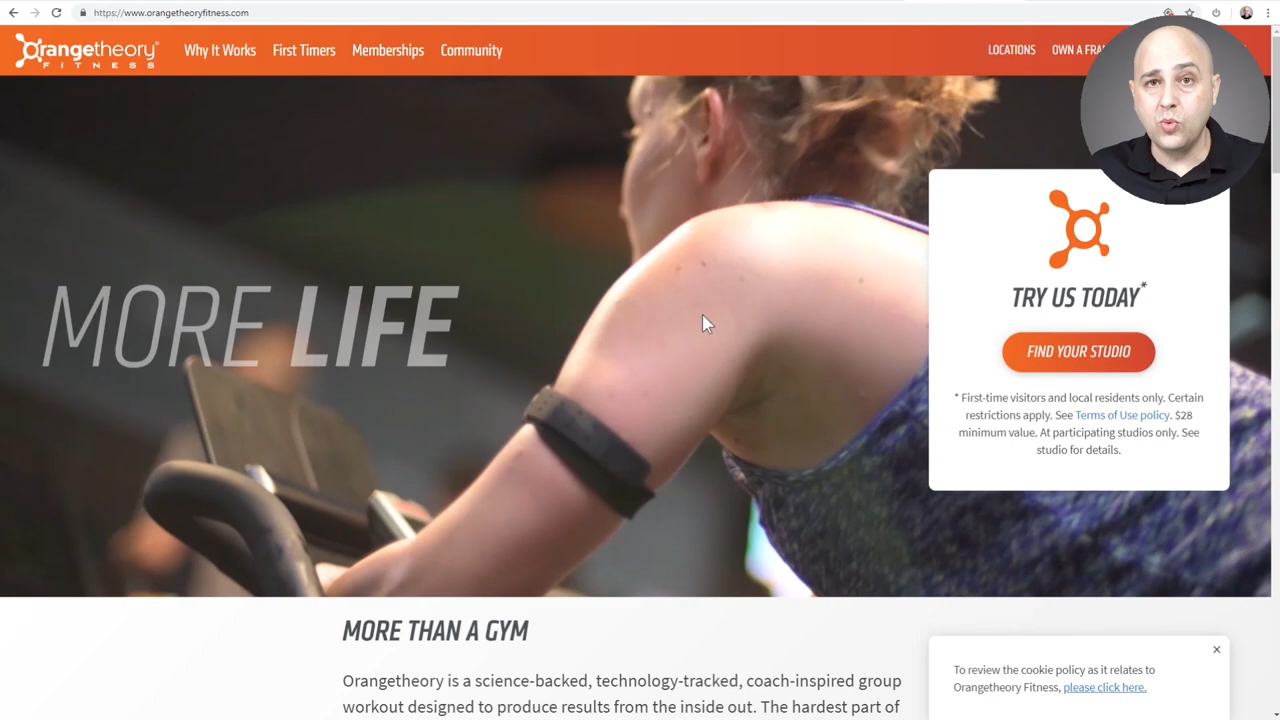 https://www.orangetheoryfitness.com
orangetheory®
FITNESS
Why It Works
First Timers
Memberships
Community
LOCATIONS
OWN A
MORE LIFE
TRY US TODAY*
FIND YOUR STUDIO
* First-time visitors and local residents only. Certain
restrictions apply. See Terms of Use policy. $28
minimum value. At participating studios only. See
studio for details.
MORE THAN A GYM
Orangetheory is a science-backed, technology-tracked, coach-inspired group
workout designed to produce results from the inside out. The hardest part of
To review the cookie policy as it relates to
Orangetheory Fitness, please click here.